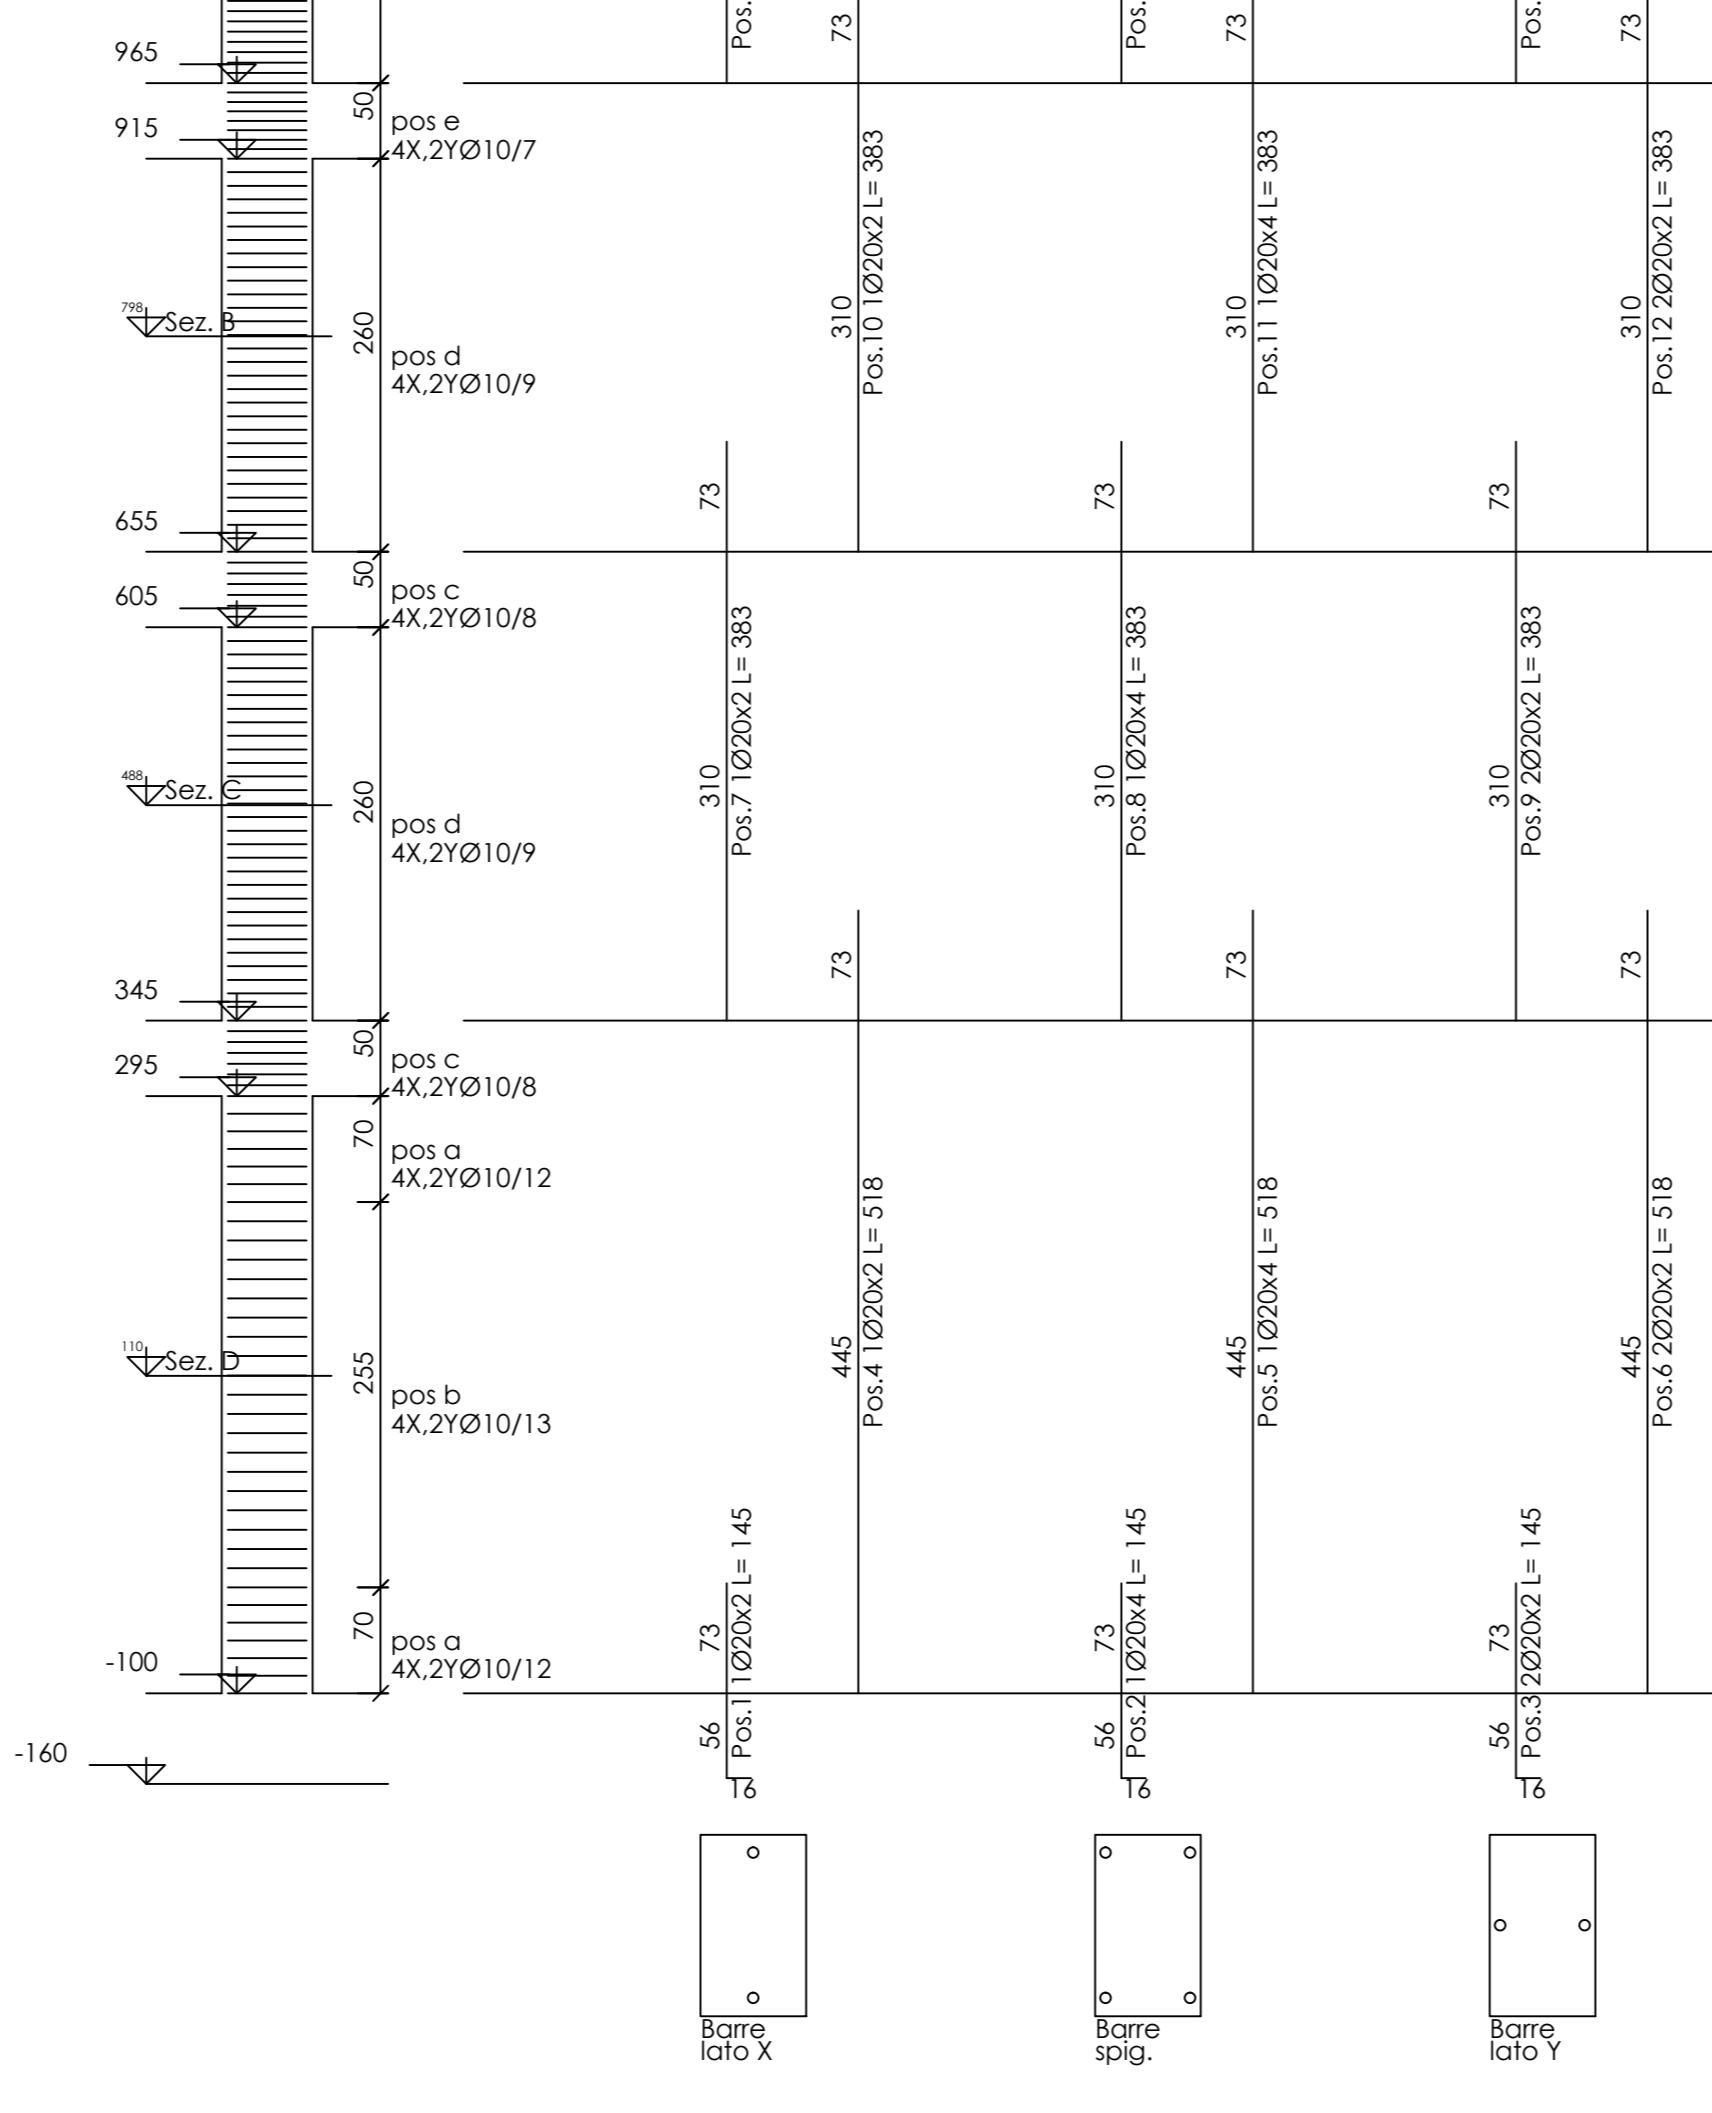 Pos.
73
Pos.
73
Pos.
73
965
50
pos e
4X,2YØ10/7
915
310
Pos.10 1Ø20x2 L= 383
310
Pos.11 1Ø20x4 L= 383
310
Pos.12 2Ø20x2 L= 383
798
Sez. B
260
pos d
4X,2YØ10/9
73
73
73
655
50
pos c
4X,2YØ10/8
605
310
Pos.7 1Ø20x2 L= 383
310
Pos.8 1Ø20x4 L= 383
310
Pos.9 2Ø20x2 L= 383
488
Sez. C
260
pos d
4X,2YØ10/9
73
73
73
345
50
pos c
4X,2YØ10/8
295
70
pos a
4X,2YØ10/12
445
Pos.4 1Ø20x2 L= 518
445
Pos.5 1Ø20x4 L= 518
445
Pos.6 2Ø20x2 L= 518
110
Sez. D
255
pos b
4X,2YØ10/13
70
pos a
4X,2YØ10/12
-100
73
Pos.1 1Ø20x2 L= 145
73
Pos.2 1Ø20x4 L= 145
73
Pos.3 2Ø20x2 L= 145
56
56
56
-160
16
16
16
Barre
lato X
Barre
spig.
Barre
lato Y